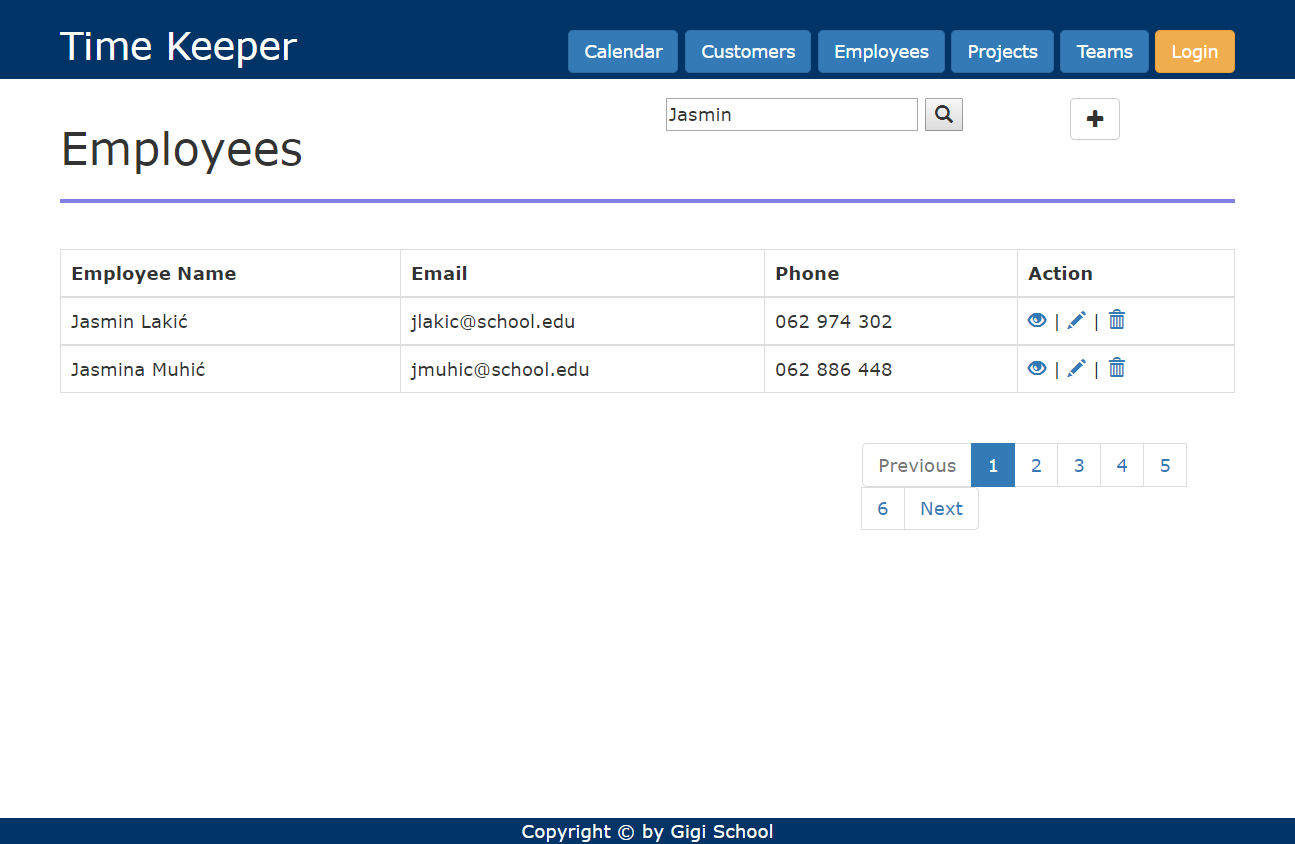 Time Keeper
Calendar Customers Employees Projects Teams Login
Jasmin
Employees
Employee Name Email Phone Action
Jasmin Lakić jlakic@school.edu 062 974 302 | |
Jasmina Muhić jmuhic@school.edu 062 886 448 | |
Previous 1 2 3 4 5
6 Next
Copyright © by Gigi School